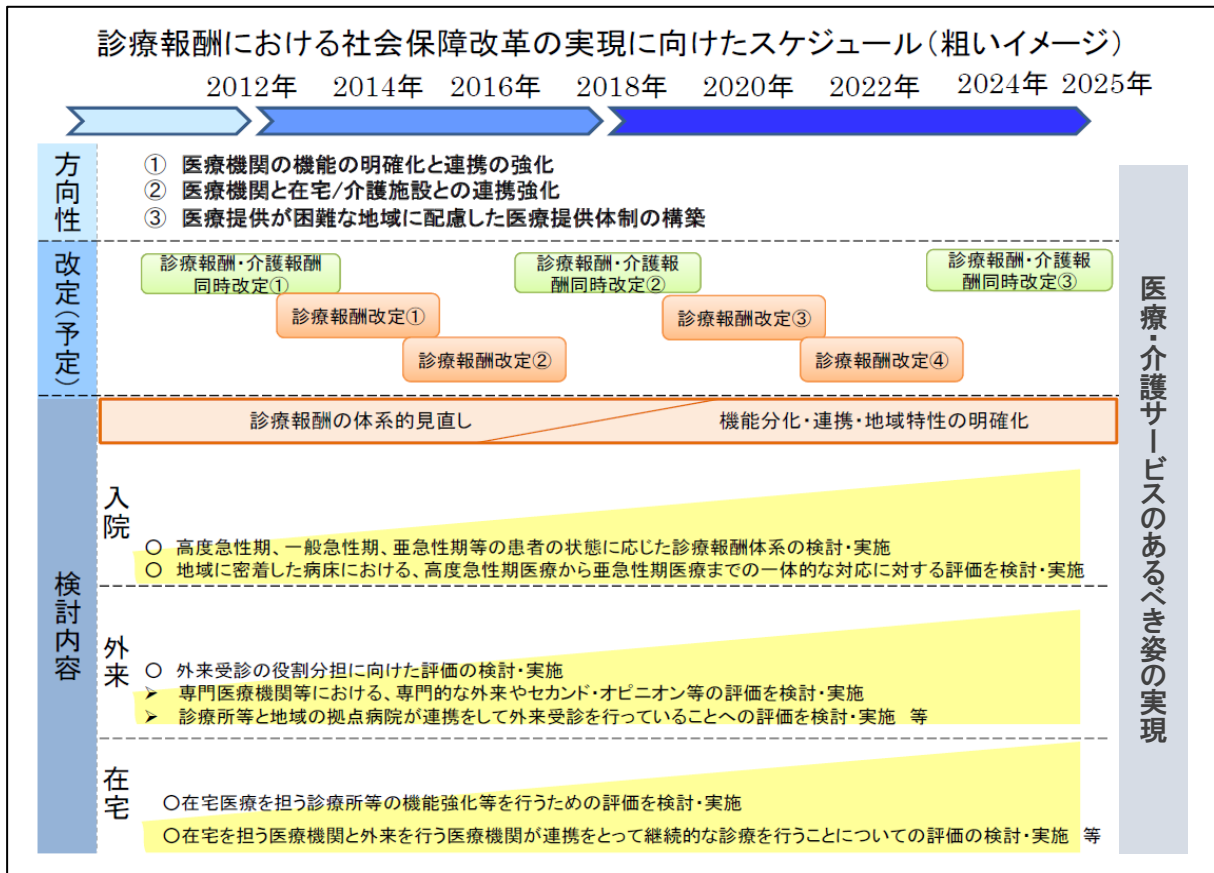 診療報酬における社会保障改革の実現に向けたスケジュール（粗いイメージ）
2012年 2014年 2016年 2018年 2020年 2022年 2024年 2025年
方向性
① 医療機関の機能の明確化と連携の強化
② 医療機関と在宅/介護施設との連携強化
③ 医療提供が困難な地域に配慮した医療提供体制の構築
改定（予定）
診療報酬・介護報酬
同時改定①
診療報酬・介護報
酬同時改定②
診療報酬・介護報
酬同時改定③
診療報酬改定①
診療報酬改定③
診療報酬改定②
診療報酬改定④
検討内容
診療報酬の体系的見直し
機能分化・連携・地域特性の明確化
入院
○ 高度急性期、一般急性期、亜急性期等の患者の状態に応じた診療報酬体系の検討・実施
○ 地域に密着した病床における、高度急性期医療から亜急性期医療までの一体的な対応に対する評価を検討・実施
外来
○ 外来受診の役割分担に向けた評価の検討・実施
➢ 専門医療機関等における、専門的な外来やセカンド・オピニオン等の評価を検討・実施
➢ 診療所等と地域の拠点病院が連携をして外来受診を行っていることへの評価を検討・実施 等
在宅
○在宅医療を担う診療所等の機能強化等を行うための評価を検討・実施
○在宅を担う医療機関と外来を行う医療機関が連携をとって継続的な診療を行うことについての評価の検討・実施 等
医療・介護サービスのあるべき姿の実現